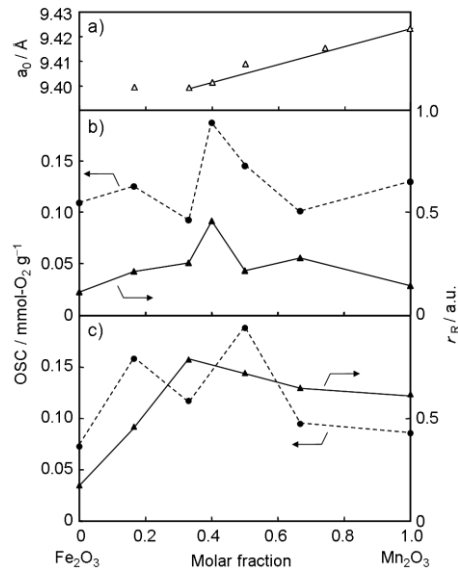 a)
a₀ / Å
9.43
9.42
9.41
9.40
b)
1.0
0.15
0.10
0.5
0.05
0
OSC / mmol-O₂ g⁻¹
r_R / a.u.
c)
0.15
0.10
0.5
0.05
0
0
0
0.2
0.4
0.6
0.8
1.0
Fe₂O₃
Molar fraction
Mn₂O₃